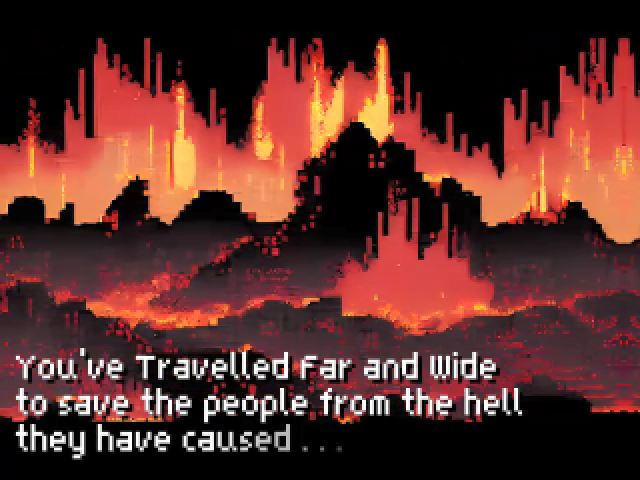 You've Travelled Far and Wide
to save the people from the hell
they have caused ...